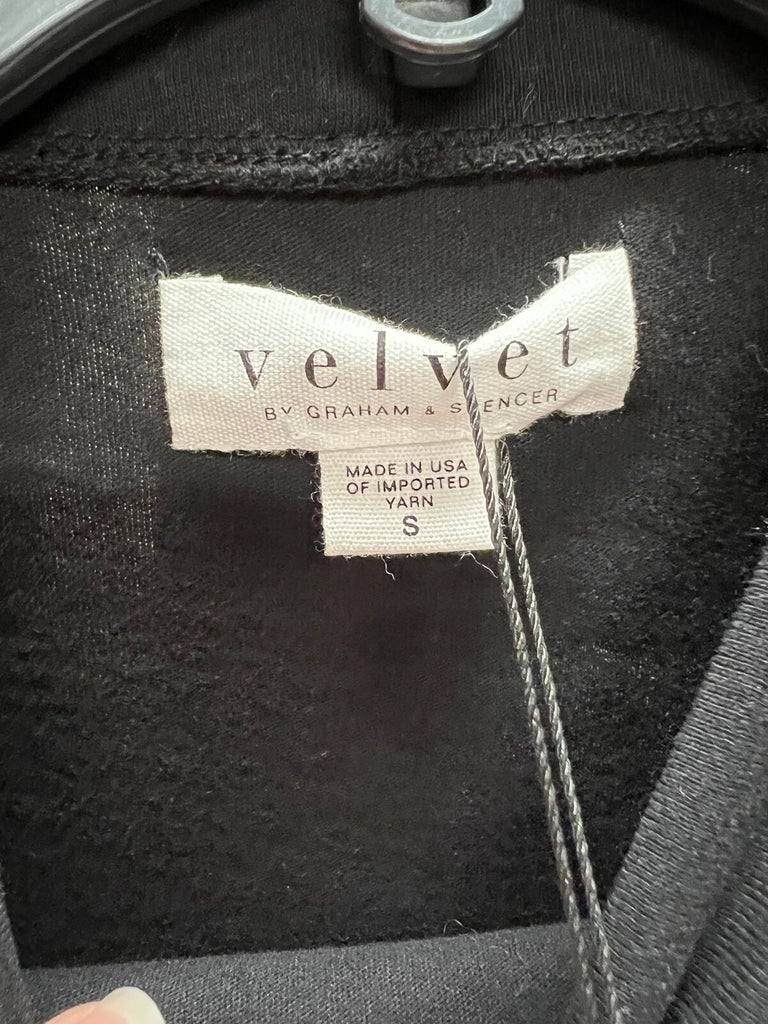 velvet
BY GRAHAM & SPENCER
MADE IN USA
OF IMPORTED
YARN
S